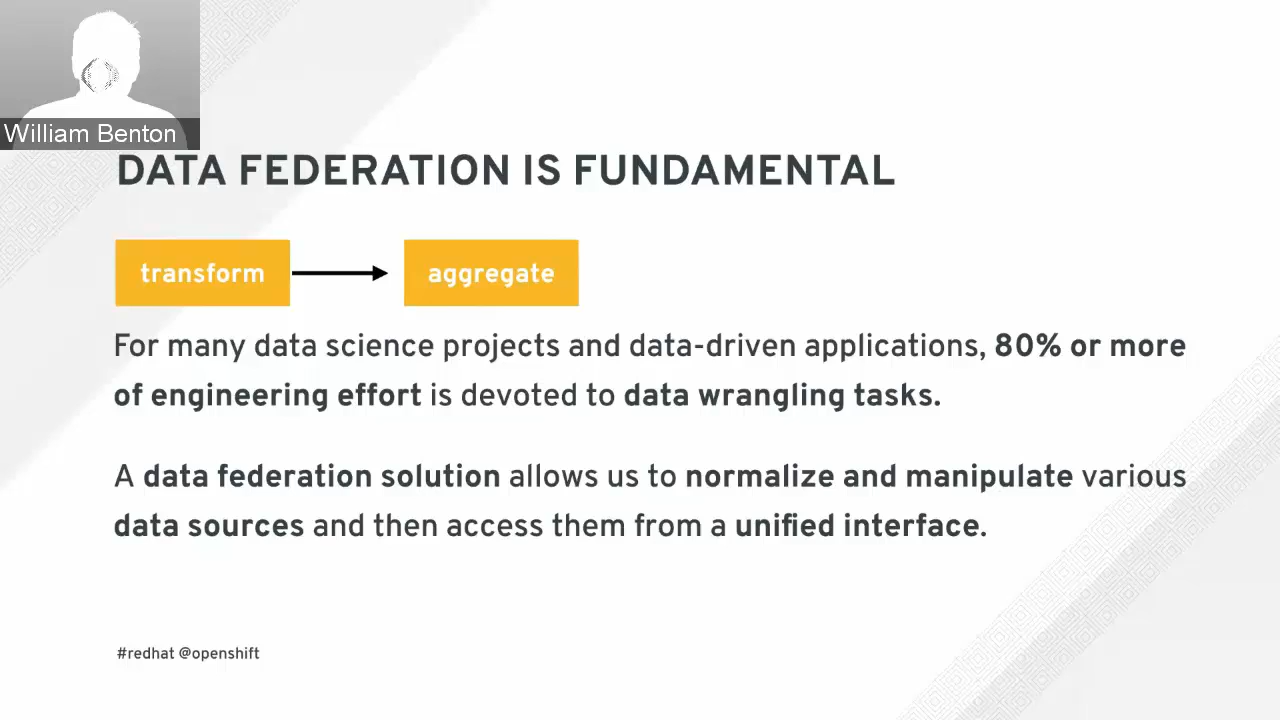 William Benton
DATA FEDERATION IS FUNDAMENTAL
transform
aggregate
For many data science projects and data-driven applications, 80% or more
of engineering effort is devoted to data wrangling tasks.
A data federation solution allows us to normalize and manipulate various
data sources and then access them from a unified interface.
#redhat @openshift